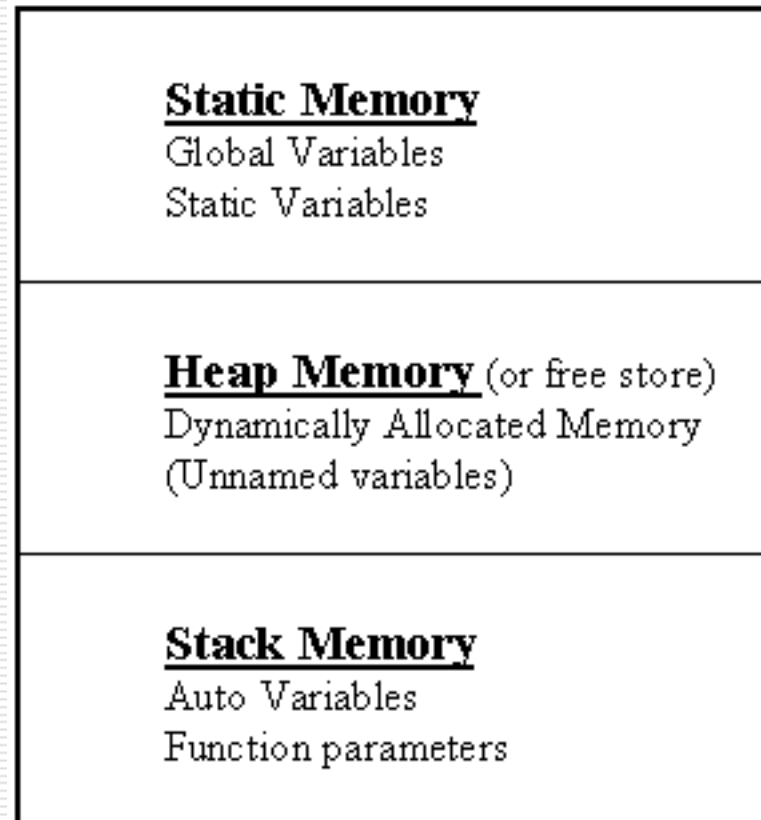 Static Memory
Global Variables
Static Variables
Heap Memory (or free store)
Dynamically Allocated Memory
(Unnamed variables)
Stack Memory
Auto Variables
Function parameters